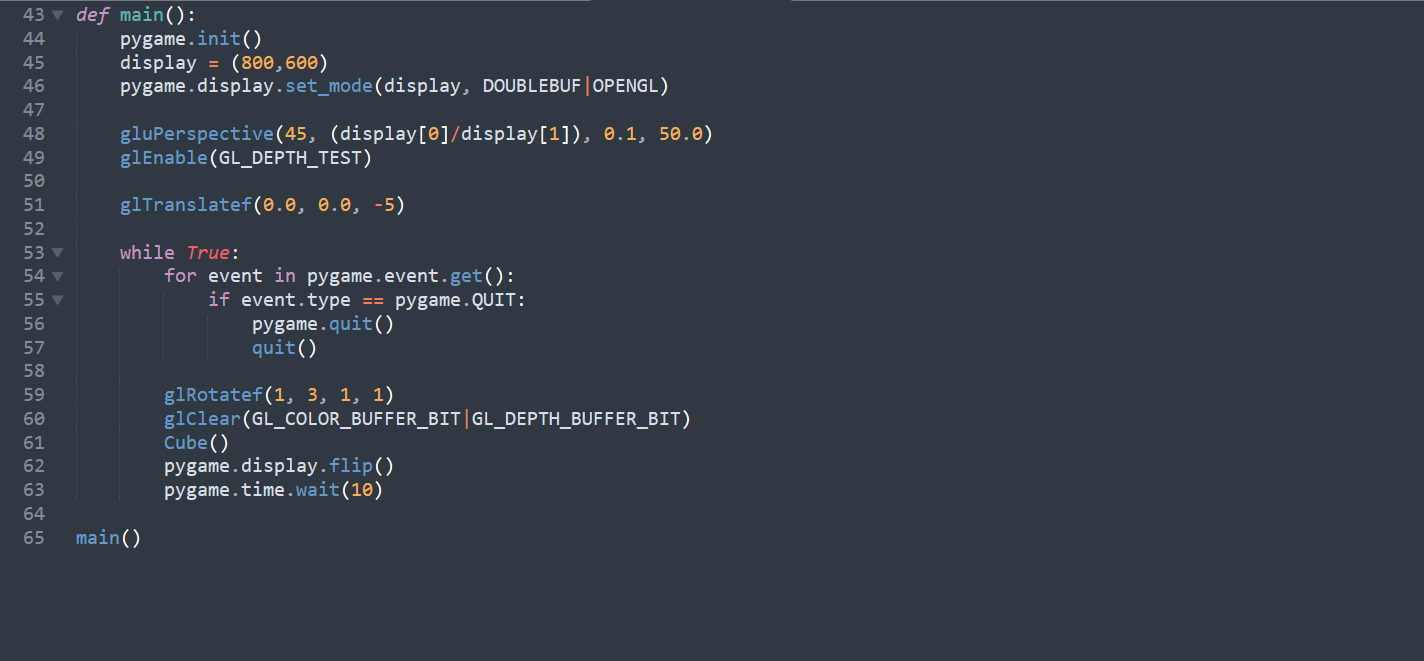 43 def main():
44     pygame.init()
45     display = (800,600)
46     pygame.display.set_mode(display, DOUBLEBUF|OPENGL)
47
48     gluPerspective(45, (display[0]/display[1]), 0.1, 50.0)
49     glEnable(GL_DEPTH_TEST)
50
51     glTranslatef(0.0, 0.0, -5)
52
53     while True:
54         for event in pygame.event.get():
55             if event.type == pygame.QUIT:
56                 pygame.quit()
57                 quit()
58
59         glRotatef(1, 3, 1, 1)
60         glClear(GL_COLOR_BUFFER_BIT|GL_DEPTH_BUFFER_BIT)
61         Cube()
62         pygame.display.flip()
63         pygame.time.wait(10)
64
65 main()